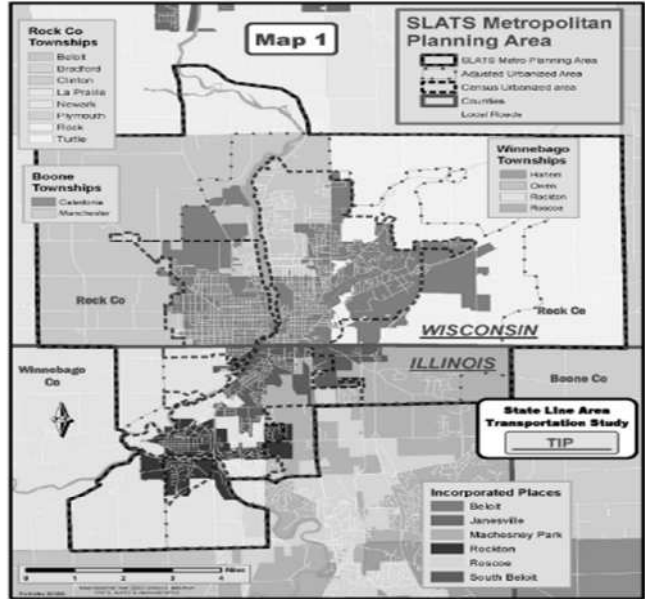 Rock Co
Townships
Beloit
Bradford
Clinton
La Prairie
Newark
Plymouth
Rock
Turtle
Map 1
SLATS Metropolitan
Planning Area
SLATS Metro Planning Area
Adjusted Urbanized Area
Census Urbanized area
Counties
Local Roads
Boone
Townships
Caledonia
Manchester
Winnebago
Townships
Harlem
Owen
Rockton
Roscoe
Rock Co
Rock Co
WISCONSIN
ILLINOIS
Winnebago
Co
Boone Co
State Line Area
Transportation Study
TIP
Incorporated Places
Beloit
Janesville
Machesney Park
Rockton
Roscoe
South Beloit
0 1 2 3 4
Miles